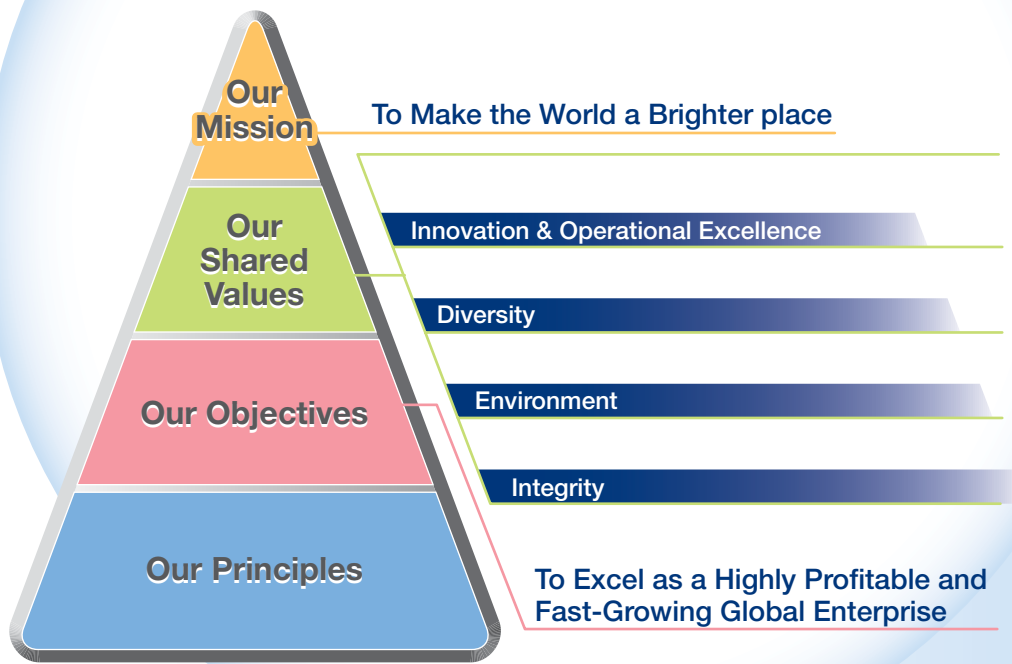 Our
Mission
To Make the World a Brighter place
Our
Shared
Values
Innovation & Operational Excellence
Diversity
Environment
Integrity
Our Objectives
To Excel as a Highly Profitable and
Fast-Growing Global Enterprise
Our Principles